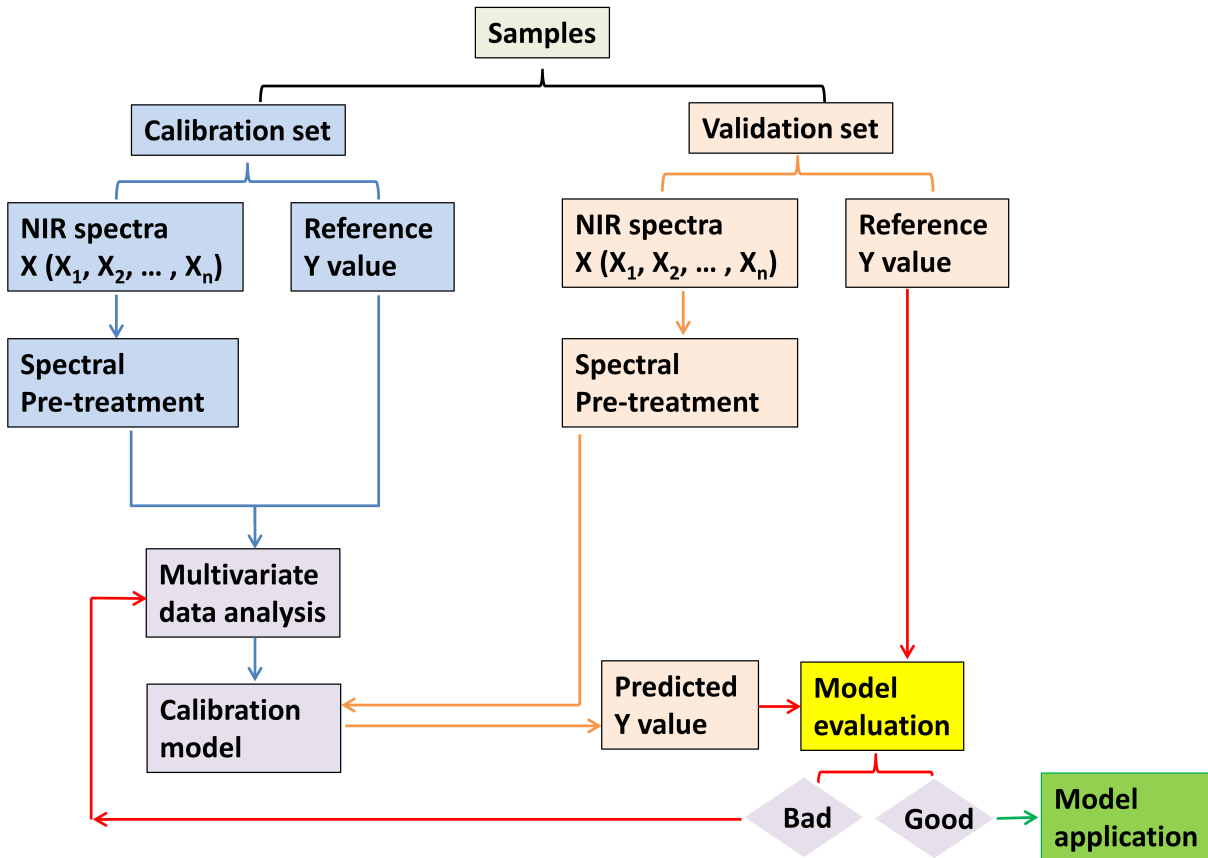 Samples
Calibration set
Validation set
NIR spectra
X (X₁, X₂, ... , Xₙ)
Reference
Y value
NIR spectra
X (X₁, X₂, ... , Xₙ)
Reference
Y value
Spectral
Pre-treatment
Spectral
Pre-treatment
Multivariate
data analysis
Calibration
model
Predicted
Y value
Model
evaluation
Bad
Good
Model
application